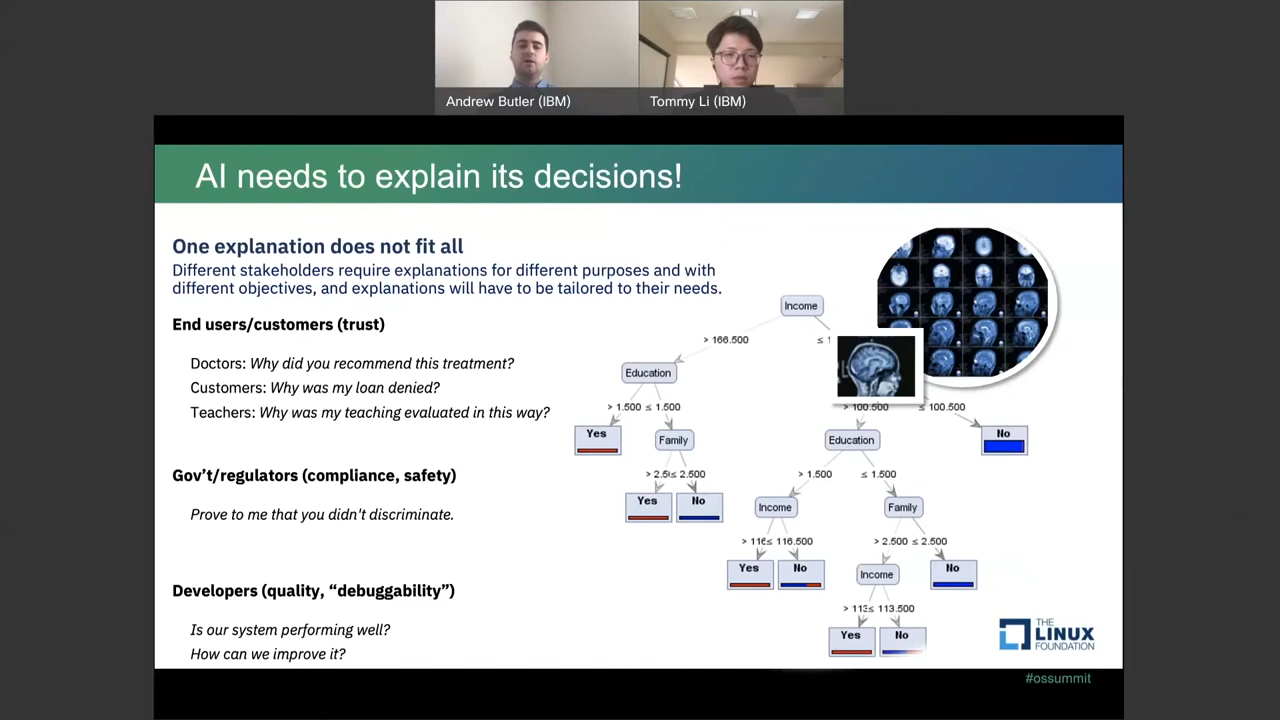 Andrew Butler (IBM)
Tommy Li (IBM)
AI needs to explain its decisions!
One explanation does not fit all
Different stakeholders require explanations for different purposes and with
different objectives, and explanations will have to be tailored to their needs.
End users/customers (trust)
Doctors: Why did you recommend this treatment?
Customers: Why was my loan denied?
Teachers: Why was my teaching evaluated in this way?
Gov't/regulators (compliance, safety)
Prove to me that you didn't discriminate.
Developers (quality, “debuggability”)
Is our system performing well?
How can we improve it?
Income
> 166.500
≤ 1
Education
> 1.500 ≤ 1.500
> 100.500
≤ 100.500
Yes
Family
Education
No
> 2.5 ≤ 2.500
> 1.500
≤ 1.500
Yes
No
Income
Family
> 116 ≤ 116.500
> 2.500 ≤ 2.500
Yes
No
Income
No
> 113 ≤ 113.500
Yes
No
THE
LINUX
FOUNDATION
#ossummit